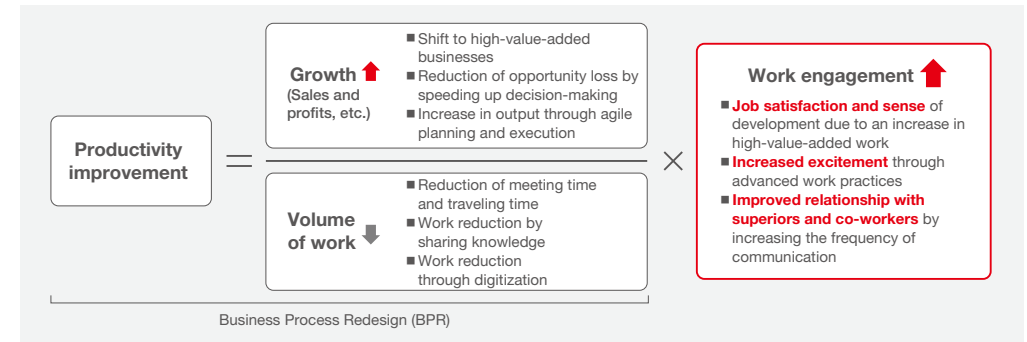 Productivity
improvement
=
Growth
(Sales and
profits, etc.)
■ Shift to high-value-added
businesses
■ Reduction of opportunity loss by
speeding up decision-making
■ Increase in output through agile
planning and execution
Volume
of work
■ Reduction of meeting time
and traveling time
■ Work reduction by
sharing knowledge
■ Work reduction
through digitization
×
Work engagement
■ Job satisfaction and sense of
development due to an increase in
high-value-added work
■ Increased excitement through
advanced work practices
■ Improved relationship with
superiors and co-workers by
increasing the frequency of
communication
Business Process Redesign (BPR)